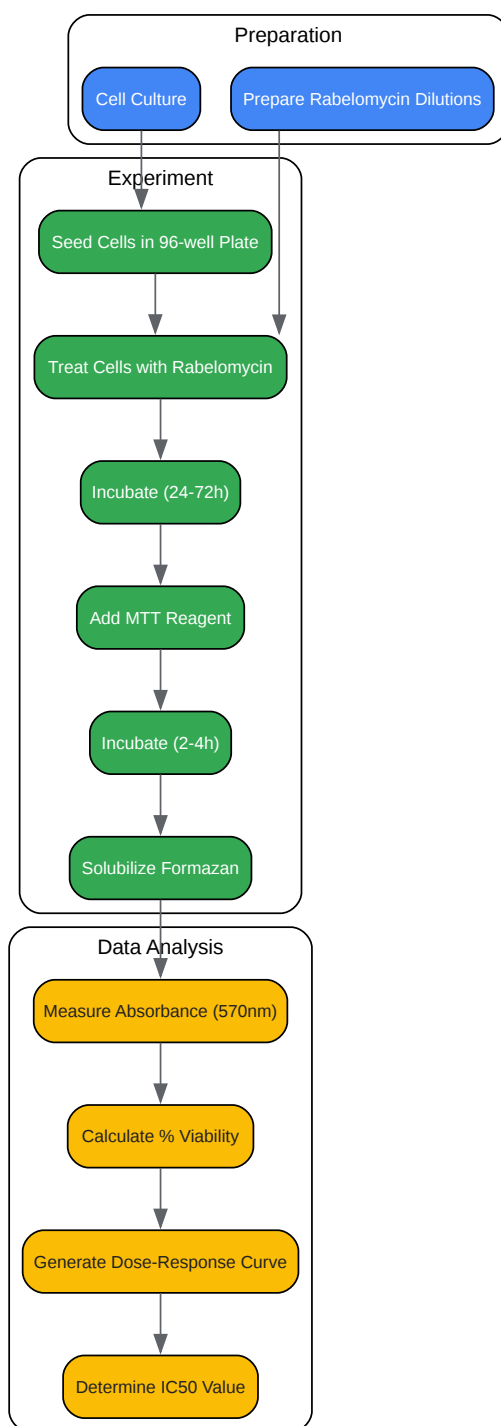 Preparation
Cell Culture
Prepare Rabelomycin Dilutions
Experiment
Seed Cells in 96-well Plate
Treat Cells with Rabelomycin
Incubate (24-72h)
Add MTT Reagent
Incubate (2-4h)
Solubilize Formazan
Data Analysis
Measure Absorbance (570nm)
Calculate % Viability
Generate Dose-Response Curve
Determine IC50 Value